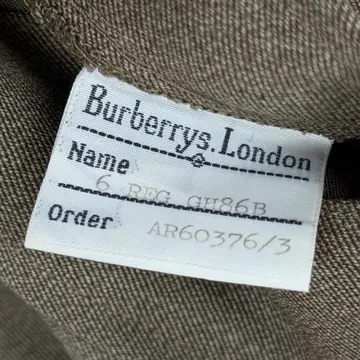 Burberrys. London
Name
6 REG GH86B
Order AR60376/3